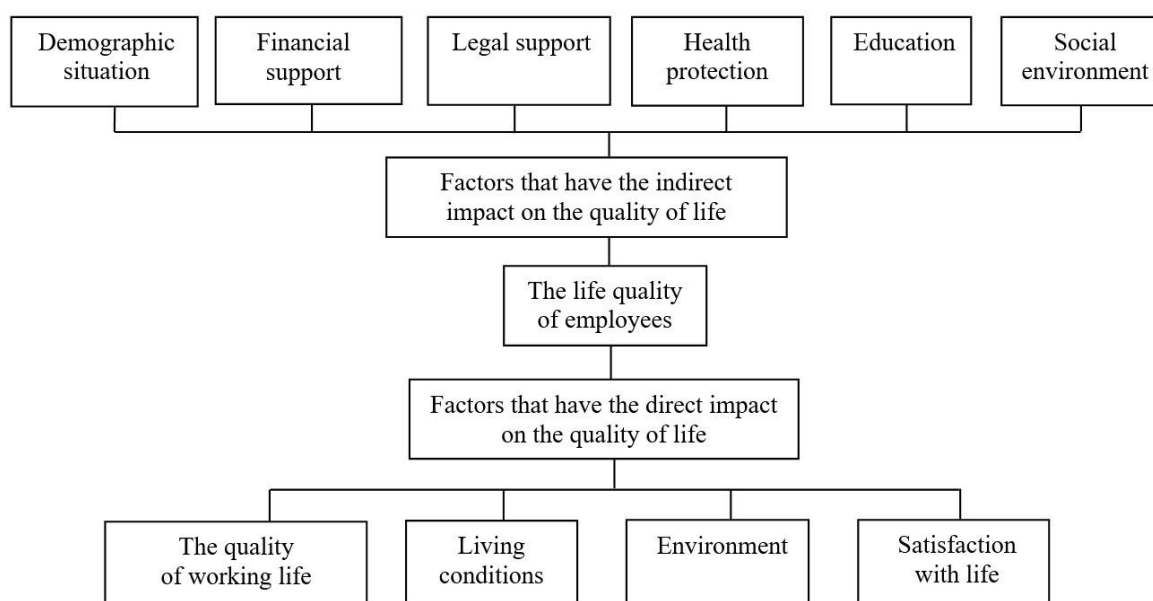 Demographic
situation
Financial
support
Legal support
Health
protection
Education
Social
environment
Factors that have the indirect
impact on the quality of life
The life quality
of employees
Factors that have the direct impact
on the quality of life
The quality
of working life
Living
conditions
Environment
Satisfaction
with life